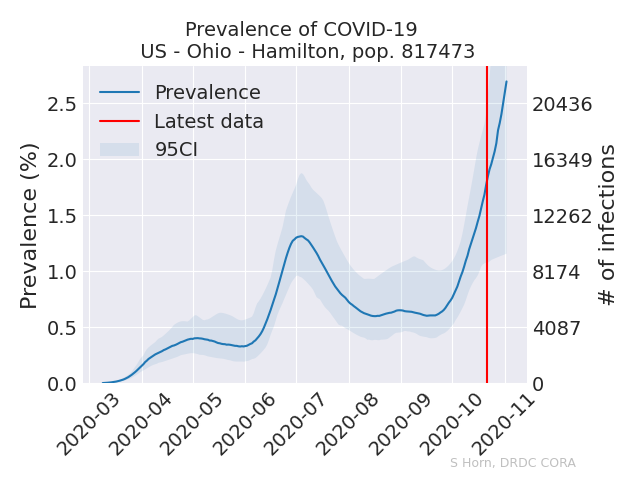 Prevalence of COVID-19
US - Ohio - Hamilton, pop. 817473
Prevalence
Latest data
95CI
Prevalence (%)
2.5
2.0
1.5
1.0
0.5
0.0
20436
16349
12262
8174
4087
0
# of infections
2020-03
2020-04
2020-05
2020-06
2020-07
2020-08
2020-09
2020-10
2020-11
S Horn, DRDC CORA